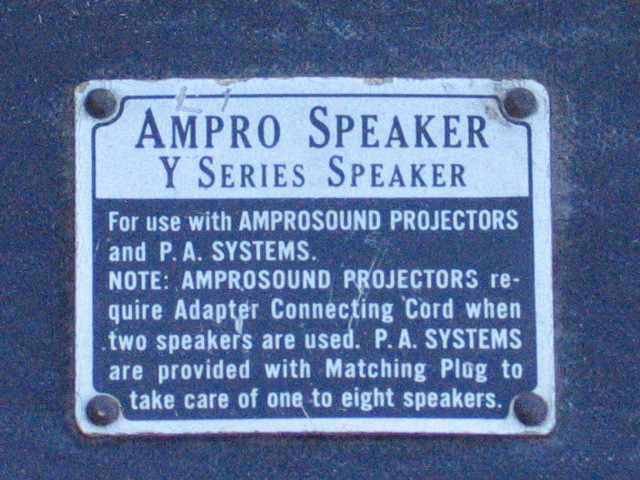 AMPRO SPEAKER
Y SERIES SPEAKER
For use with AMPROSOUND PROJECTORS
and P. A. SYSTEMS.
NOTE: AMPROSOUND PROJECTORS re-
quire Adapter Connecting Cord when
two speakers are used. P. A. SYSTEMS
are provided with Matching Plug to
take care of one to eight speakers.